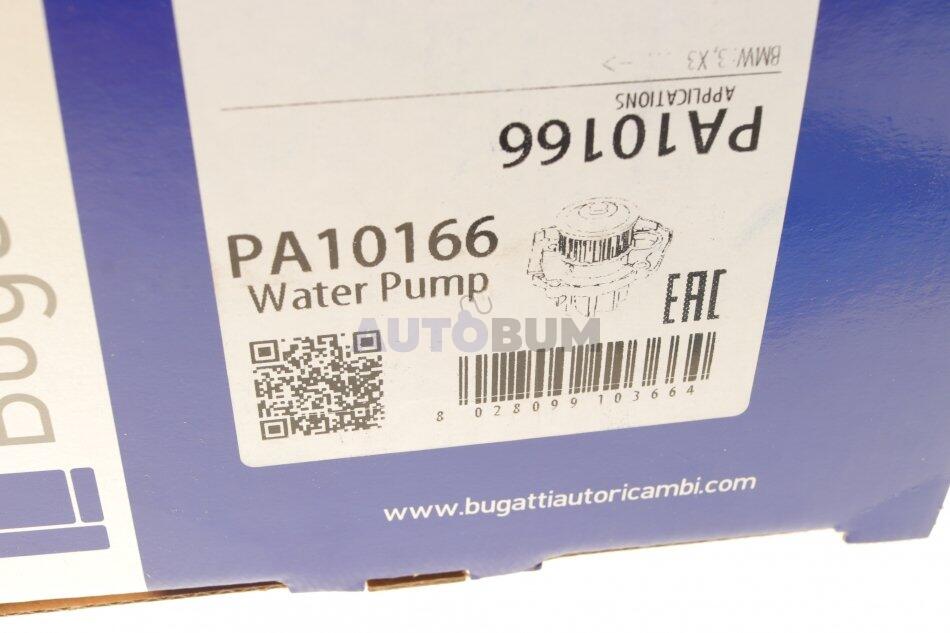 BMW: 3, X3 ... -->
APPLICATIONS
PA10166
PA10166
Water Pump
EAC
AUTOBUM
8 028099 103664
www.bugattiautoricambi.com